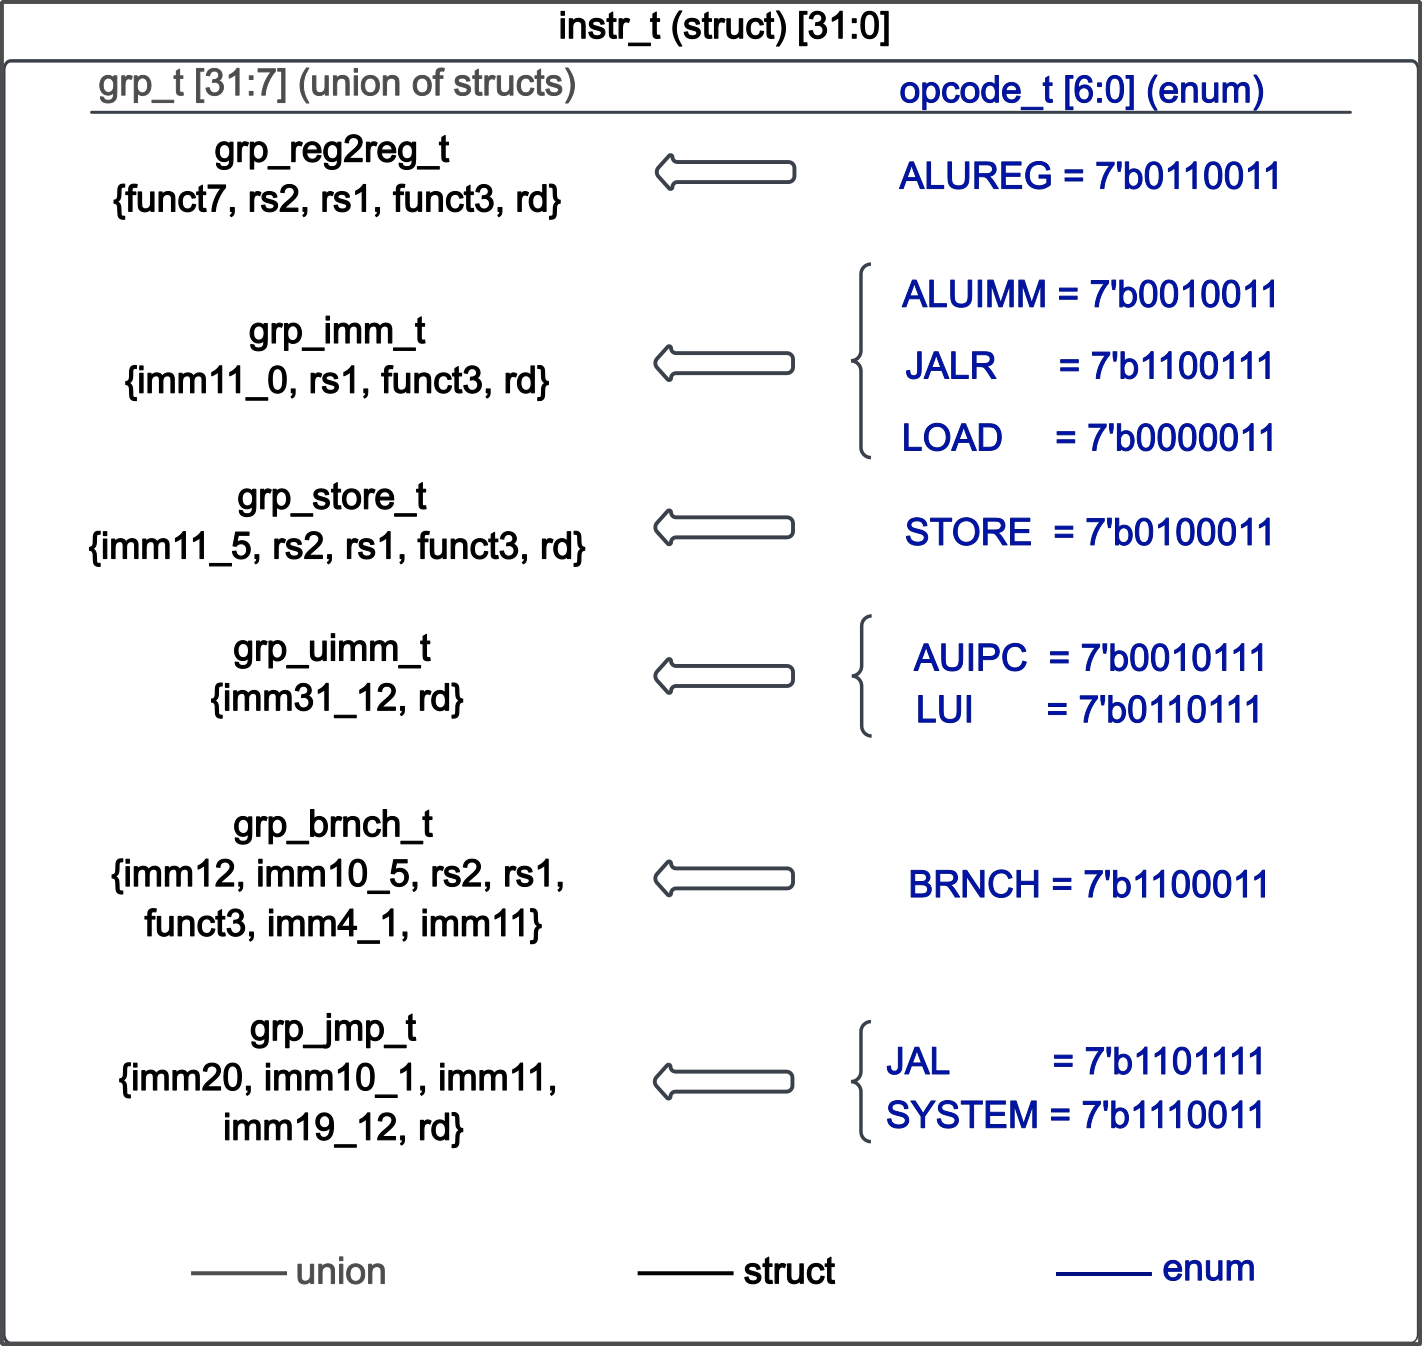 instr_t (struct) [31:0]
grp_t [31:7] (union of structs)
opcode_t [6:0] (enum)
grp_reg2reg_t
{funct7, rs2, rs1, funct3, rd}
ALUREG = 7'b0110011
grp_imm_t
{imm11_0, rs1, funct3, rd}
ALUIMM = 7'b0010011
JALR = 7'b1100111
LOAD = 7'b0000011
grp_store_t
{imm11_5, rs2, rs1, funct3, rd}
STORE = 7'b0100011
grp_uimm_t
{imm31_12, rd}
AUIPC = 7'b0010111
LUI = 7'b0110111
grp_brnch_t
{imm12, imm10_5, rs2, rs1,
funct3, imm4_1, imm11}
BRNCH = 7'b1100011
grp_jmp_t
{imm20, imm10_1, imm11,
imm19_12, rd}
JAL = 7'b1101111
SYSTEM = 7'b1110011
union
struct
enum